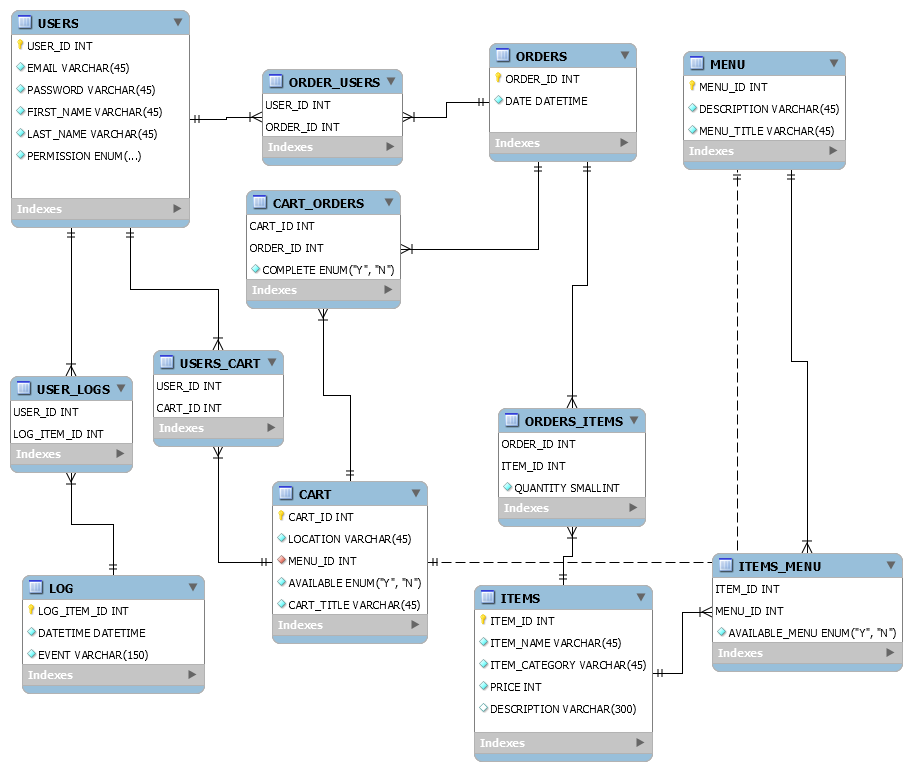 USERS
USER_ID INT
EMAIL VARCHAR(45)
PASSWORD VARCHAR(45)
FIRST_NAME VARCHAR(45)
LAST_NAME VARCHAR(45)
PERMISSION ENUM(...)
Indexes
ORDER_USERS
USER_ID INT
ORDER_ID INT
Indexes
ORDERS
ORDER_ID INT
DATE DATETIME
Indexes
MENU
MENU_ID INT
DESCRIPTION VARCHAR(45)
MENU_TITLE VARCHAR(45)
Indexes
CART_ORDERS
CART_ID INT
ORDER_ID INT
COMPLETE ENUM("Y", "N")
Indexes
USER_LOGS
USER_ID INT
LOG_ITEM_ID INT
Indexes
USERS_CART
USER_ID INT
CART_ID INT
Indexes
ORDERS_ITEMS
ORDER_ID INT
ITEM_ID INT
QUANTITY SMALLINT
Indexes
CART
CART_ID INT
LOCATION VARCHAR(45)
MENU_ID INT
AVAILABLE ENUM("Y", "N")
CART_TITLE VARCHAR(45)
Indexes
LOG
LOG_ITEM_ID INT
DATETIME DATETIME
EVENT VARCHAR(150)
Indexes
ITEMS
ITEM_ID INT
ITEM_NAME VARCHAR(45)
ITEM_CATEGORY VARCHAR(45)
PRICE INT
DESCRIPTION VARCHAR(300)
Indexes
ITEMS_MENU
ITEM_ID INT
MENU_ID INT
AVAILABLE_MENU ENUM("Y", "N")
Indexes